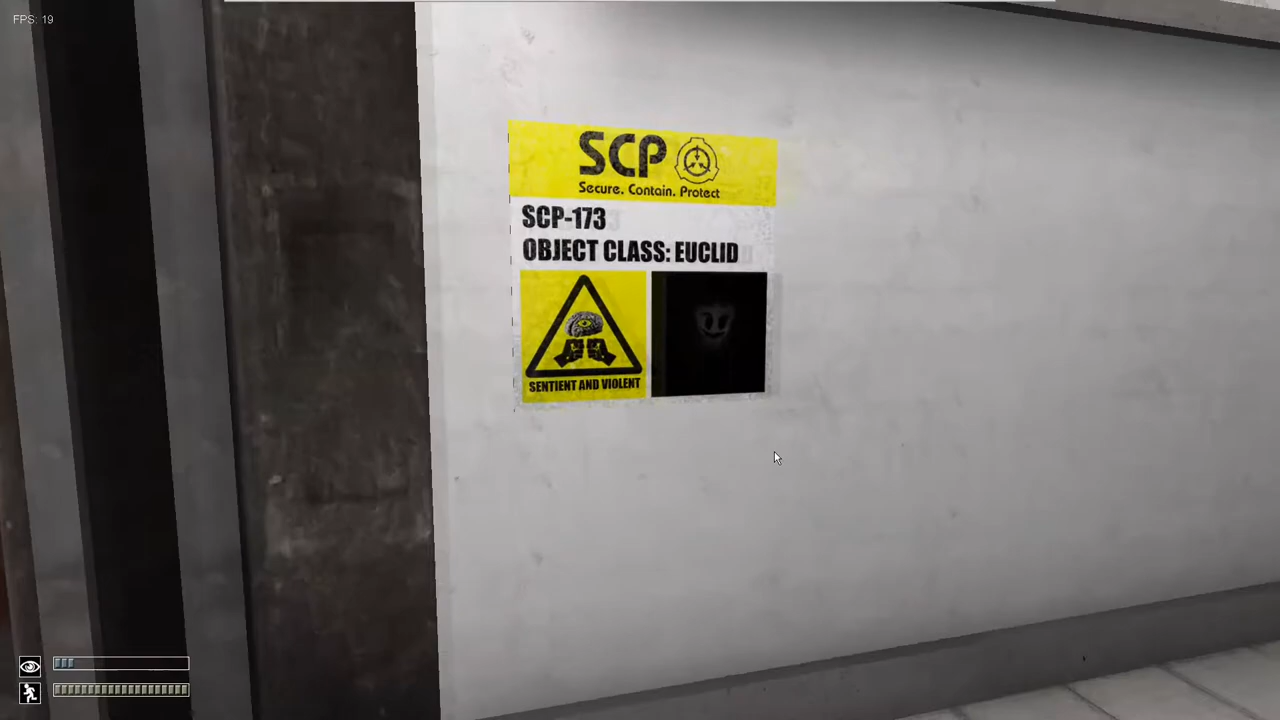 FPS: 19
SCP
Secure. Contain. Protect
SCP-173
OBJECT CLASS: EUCLID
SENTIENT AND VIOLENT